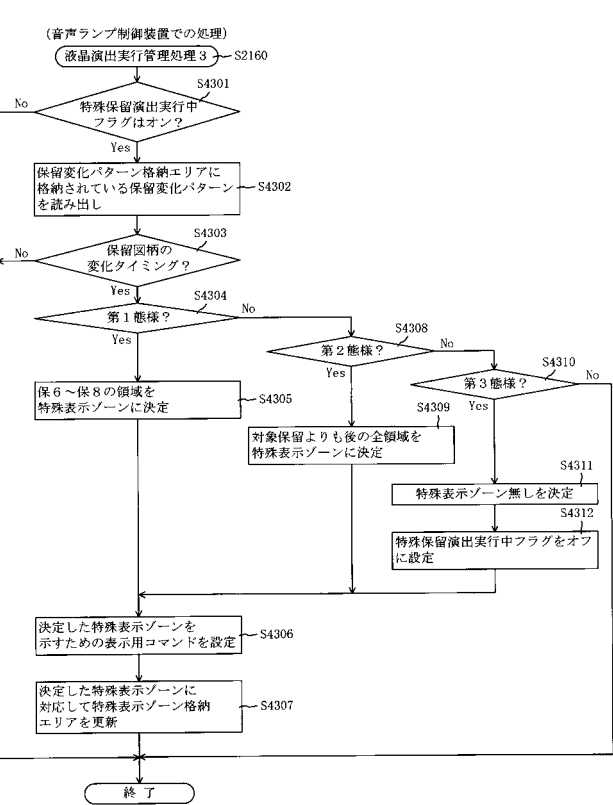 (音声ランプ制御装置での処理)
液晶演出実行管理処理3
S2160
S4301
No
特殊保留演出実行中
フラグはオン?
Yes
保留変化パターン格納エリアに
格納されている保留変化パターン
を読み出し
S4302
S4303
No
保留図柄の
変化タイミング?
Yes
S4304
No
第1態様?
Yes
S4308
No
第2態様?
Yes
S4310
No
第3態様?
Yes
保6~保8の領域を
特殊表示ゾーンに決定
S4305
S4309
対象保留よりも後の全領域を
特殊表示ゾーンに決定
S4311
特殊表示ゾーン無しを決定
S4312
特殊保留演出実行中フラグをオフ
に設定
決定した特殊表示ゾーンを
示すための表示用コマンドを設定
S4306
決定した特殊表示ゾーンに
対応して特殊表示ゾーン格納
エリアを更新
S4307
終了